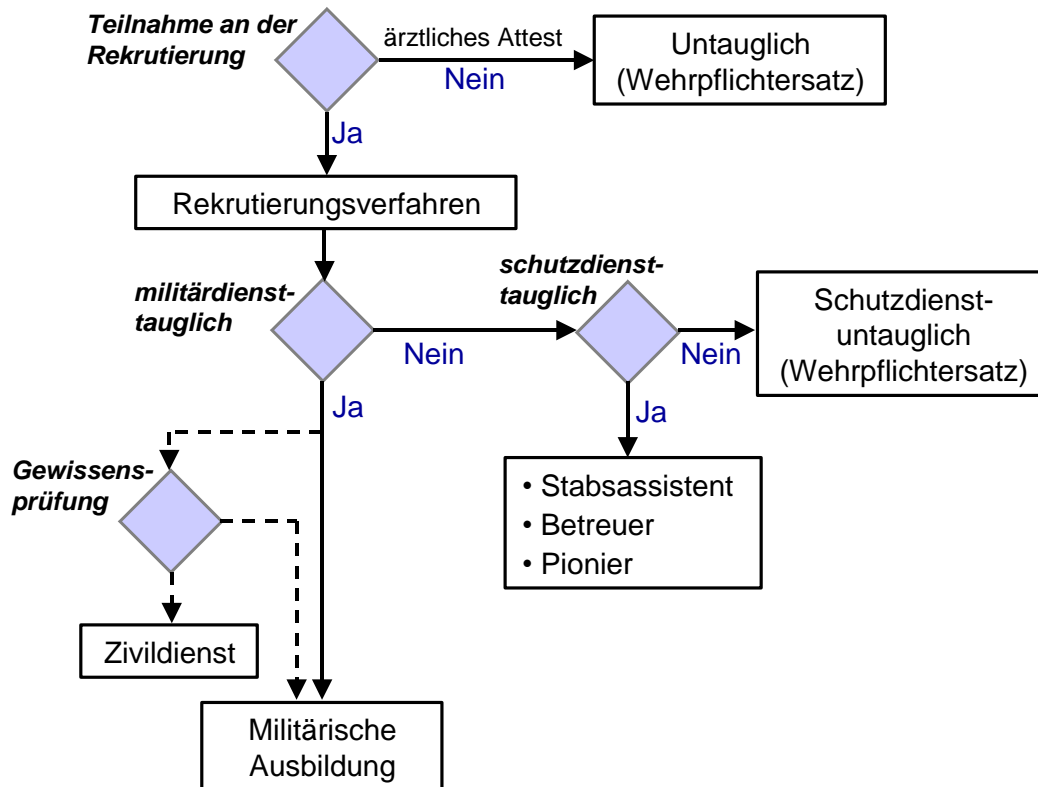 Teilnahme an der
Rekrutierung
ärztliches Attest
Nein
Untauglich
(Wehrpflichtersatz)
Ja
Rekrutierungsverfahren
militärdienst-
tauglich
Nein
schutzdienst-
tauglich
Nein
Schutzdienst-
untauglich
(Wehrpflichtersatz)
Ja
Ja
• Stabsassistent
• Betreuer
• Pionier
Gewissens-
prüfung
Zivildienst
Militärische
Ausbildung